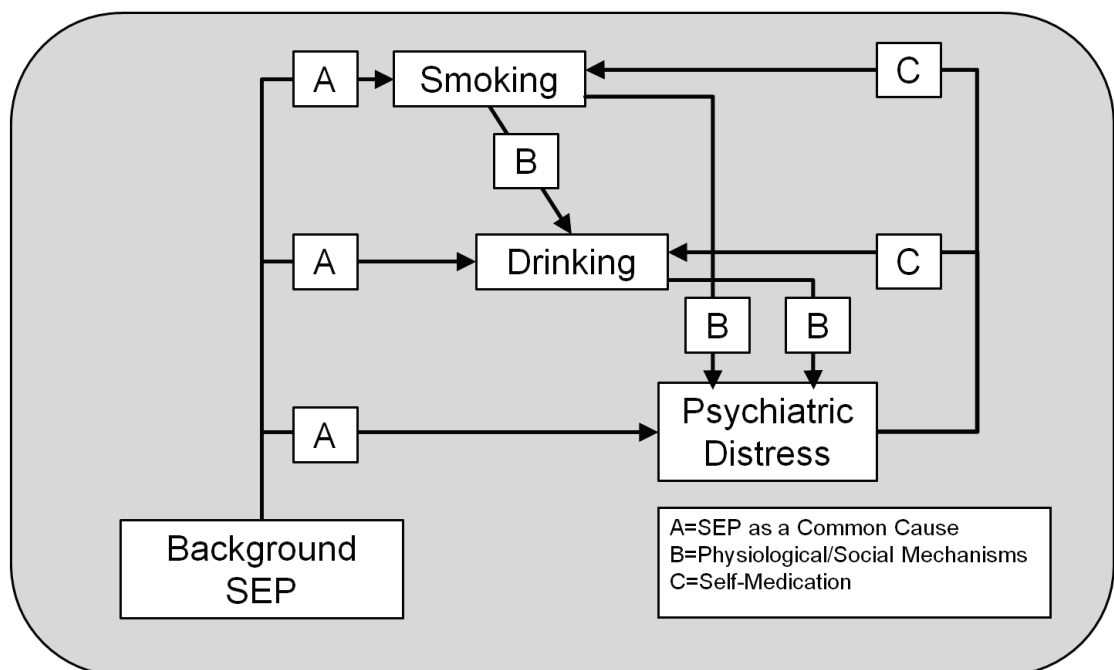 A
Smoking
C
B
A
Drinking
C
B
B
A
Psychiatric
Distress
Background
SEP
A=SEP as a Common Cause
B=Physiological/Social Mechanisms
C=Self-Medication